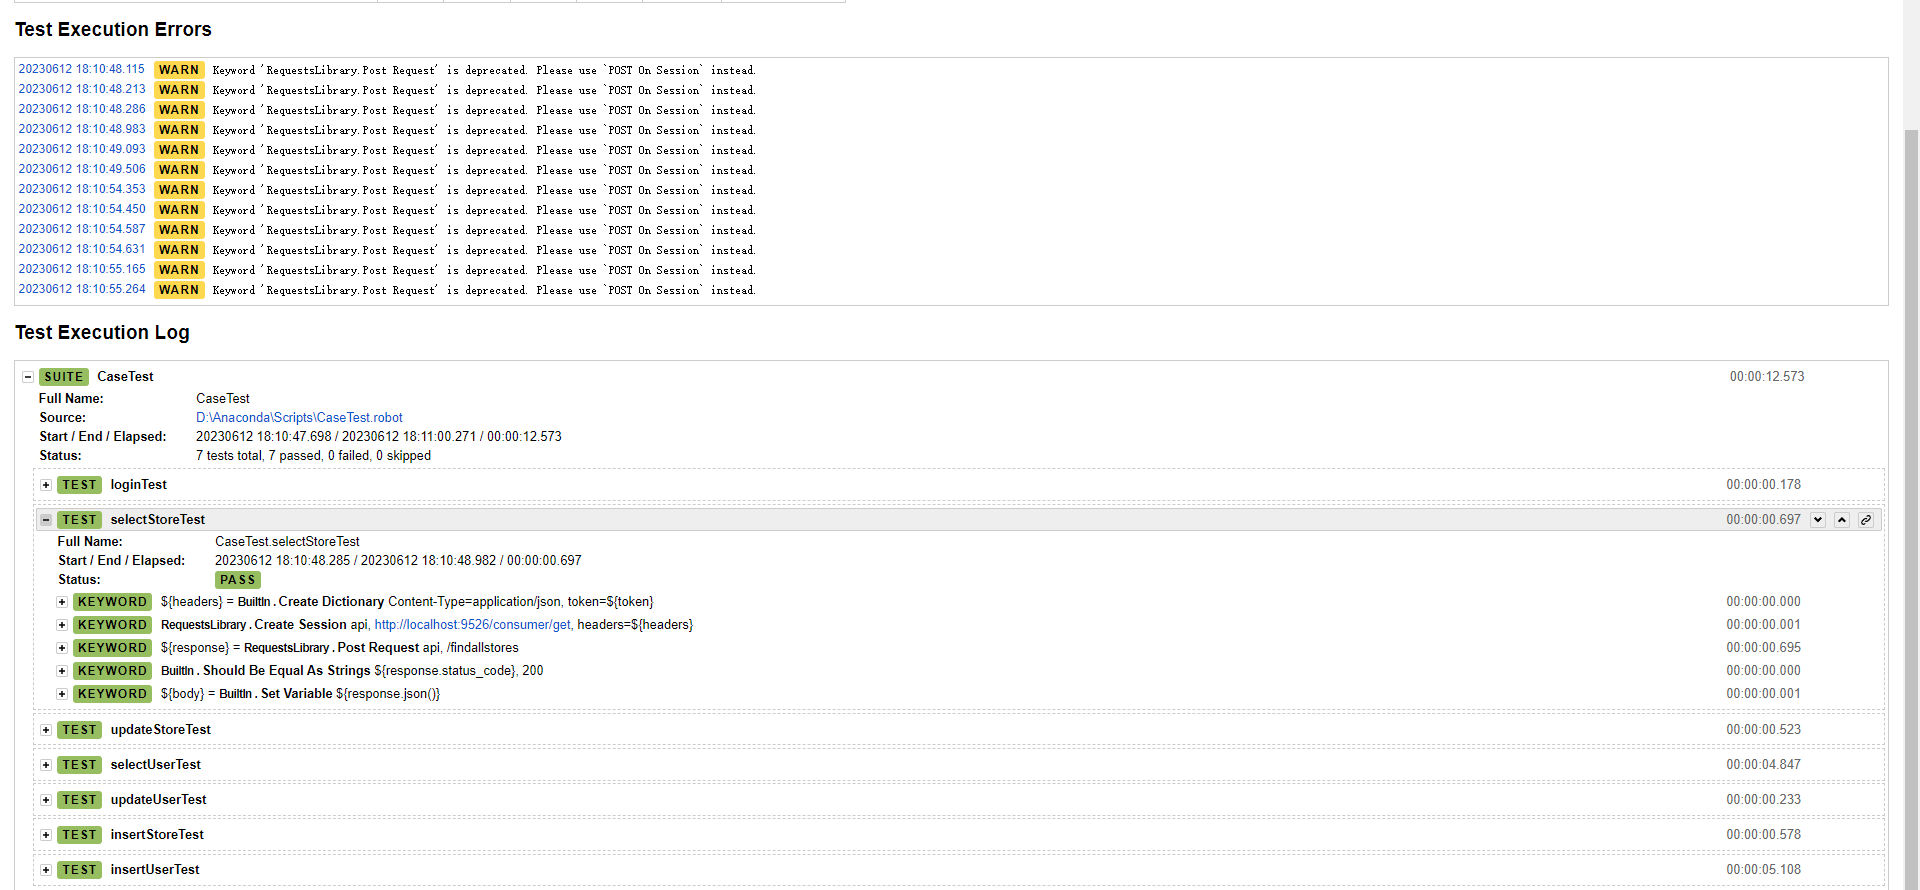 Test Execution Errors
20230612 18:10:48.115 WARN Keyword 'RequestsLibrary.Post Request' is deprecated. Please use `POST On Session` instead.
20230612 18:10:48.213 WARN Keyword 'RequestsLibrary.Post Request' is deprecated. Please use `POST On Session` instead.
20230612 18:10:48.286 WARN Keyword 'RequestsLibrary.Post Request' is deprecated. Please use `POST On Session` instead.
20230612 18:10:48.983 WARN Keyword 'RequestsLibrary.Post Request' is deprecated. Please use `POST On Session` instead.
20230612 18:10:49.093 WARN Keyword 'RequestsLibrary.Post Request' is deprecated. Please use `POST On Session` instead.
20230612 18:10:49.506 WARN Keyword 'RequestsLibrary.Post Request' is deprecated. Please use `POST On Session` instead.
20230612 18:10:54.353 WARN Keyword 'RequestsLibrary.Post Request' is deprecated. Please use `POST On Session` instead.
20230612 18:10:54.450 WARN Keyword 'RequestsLibrary.Post Request' is deprecated. Please use `POST On Session` instead.
20230612 18:10:54.587 WARN Keyword 'RequestsLibrary.Post Request' is deprecated. Please use `POST On Session` instead.
20230612 18:10:54.631 WARN Keyword 'RequestsLibrary.Post Request' is deprecated. Please use `POST On Session` instead.
20230612 18:10:55.165 WARN Keyword 'RequestsLibrary.Post Request' is deprecated. Please use `POST On Session` instead.
20230612 18:10:55.264 WARN Keyword 'RequestsLibrary.Post Request' is deprecated. Please use `POST On Session` instead.
Test Execution Log
SUITE CaseTest 00:00:12.573
Full Name: CaseTest
Source: D:\Anaconda\Scripts\CaseTest.robot
Start / End / Elapsed: 20230612 18:10:47.698 / 20230612 18:11:00.271 / 00:00:12.573
Status: 7 tests total, 7 passed, 0 failed, 0 skipped
TEST loginTest 00:00:00.178
TEST selectStoreTest 00:00:00.697
Full Name: CaseTest.selectStoreTest
Start / End / Elapsed: 20230612 18:10:48.285 / 20230612 18:10:48.982 / 00:00:00.697
Status: PASS
KEYWORD ${headers} = BuiltIn . Create Dictionary Content-Type=application/json, token=${token} 00:00:00.000
KEYWORD RequestsLibrary . Create Session api, http://localhost:9526/consumer/get, headers=${headers} 00:00:00.001
KEYWORD ${response} = RequestsLibrary . Post Request api, /findallstores 00:00:00.695
KEYWORD BuiltIn . Should Be Equal As Strings ${response.status_code}, 200 00:00:00.000
KEYWORD ${body} = BuiltIn . Set Variable ${response.json()} 00:00:00.001
TEST updateStoreTest 00:00:00.523
TEST selectUserTest 00:00:04.847
TEST updateUserTest 00:00:00.233
TEST insertStoreTest 00:00:00.578
TEST insertUserTest 00:00:05.108